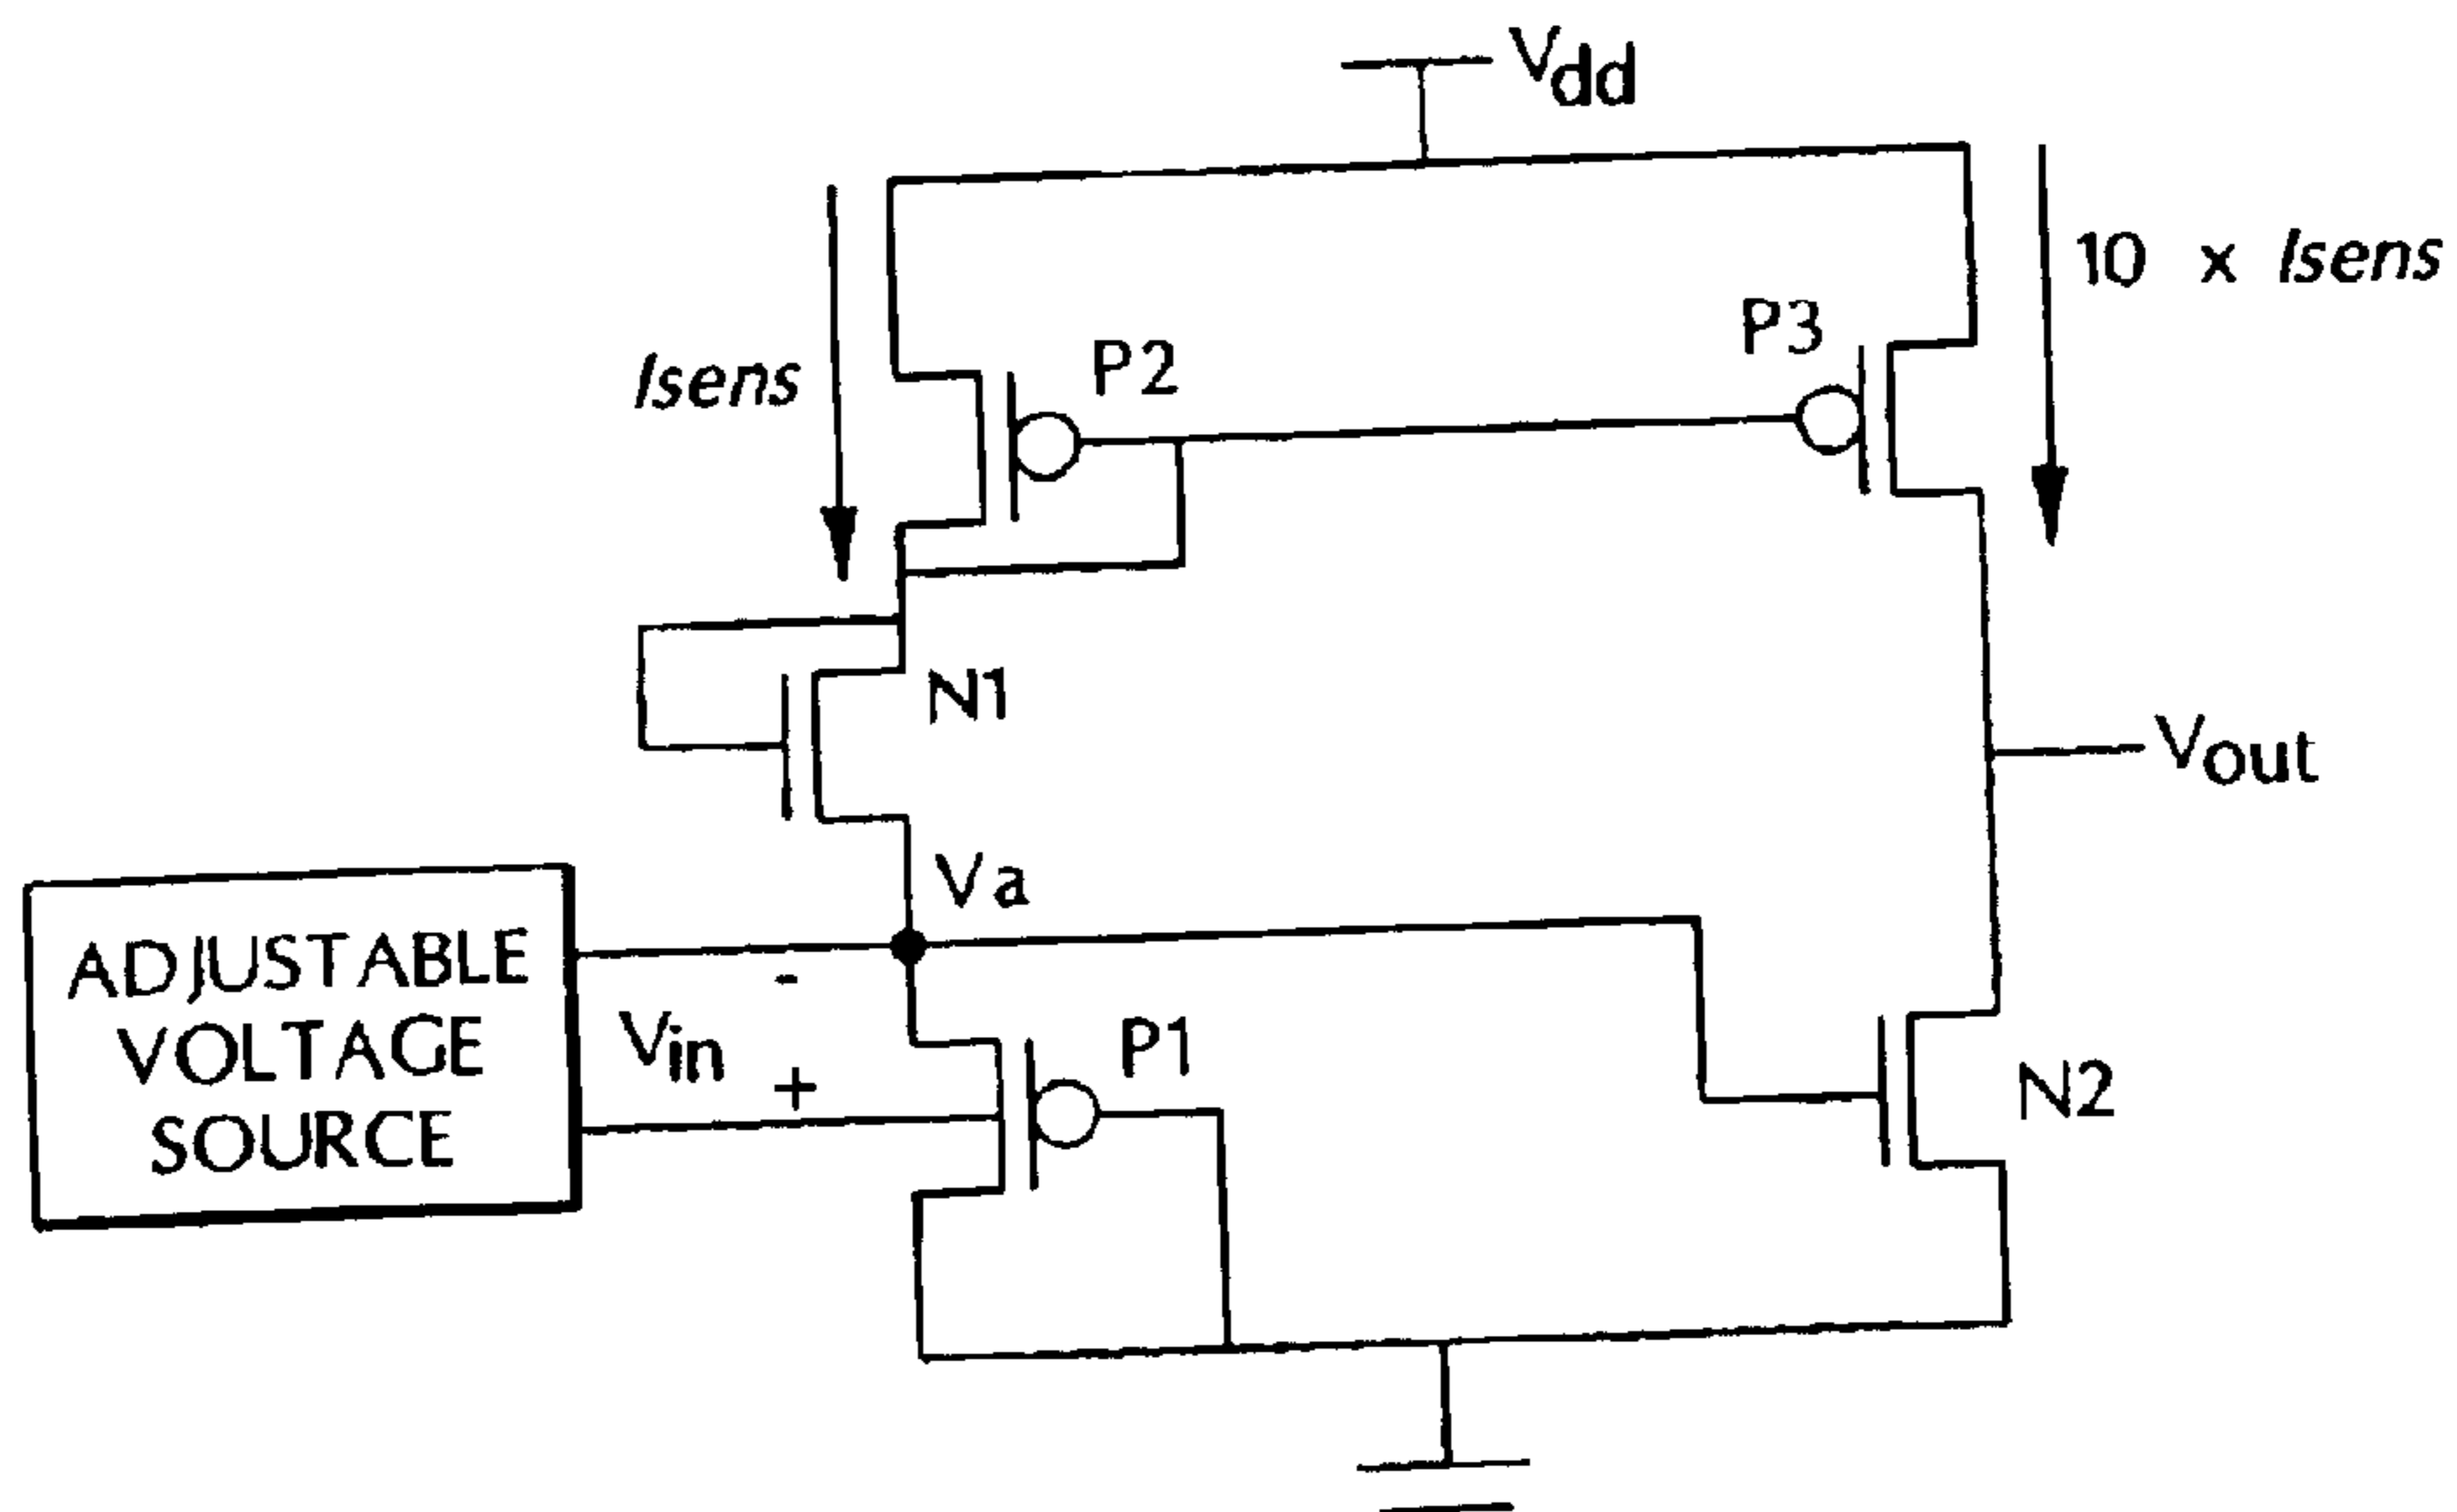 Vdd
10 x Isens
P3
P2
Isens
N1
Vout
Va
ADJUSTABLE
VOLTAGE
SOURCE
-
Vin
+
P1
N2